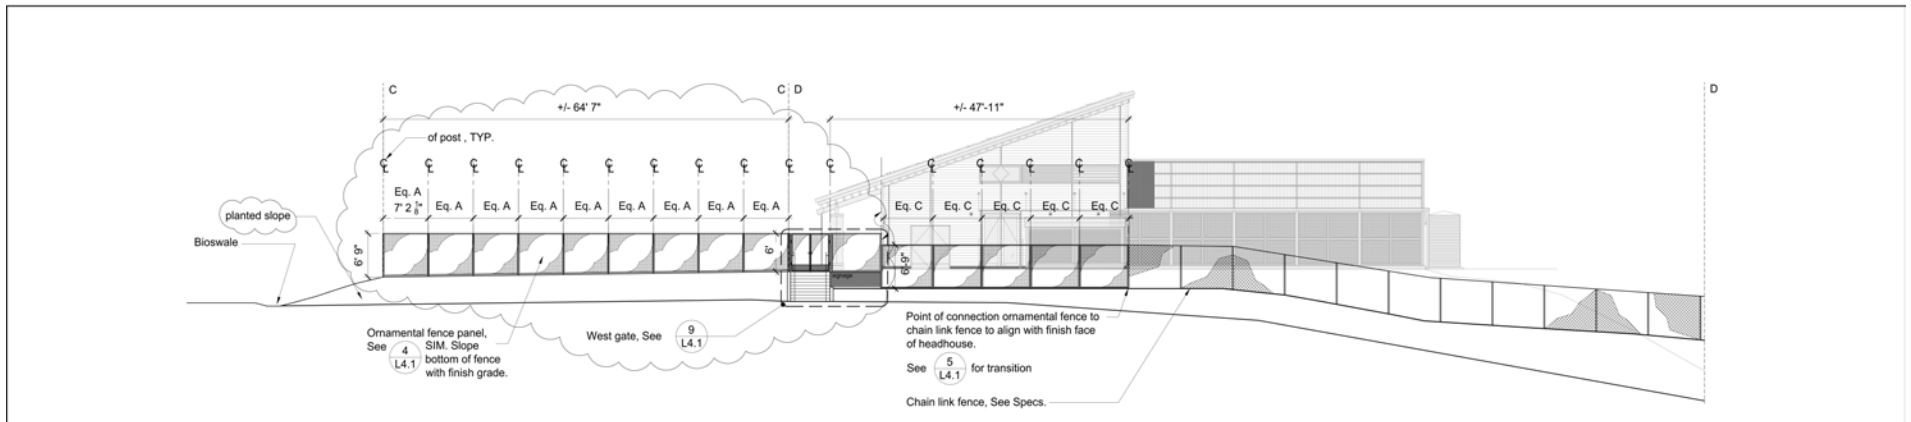 C
C
D
D
+/- 64' 7"
+/- 47'-11"
of post , TYP.
Eq. A
7' 2 7/8"
Eq. A
Eq. A
Eq. A
Eq. A
Eq. A
Eq. A
Eq. A
Eq. A
Eq. C
Eq. C
Eq. C
Eq. C
Eq. C
planted slope
Bioswale
6' 9"
6'
6'-9"
signage
Ornamental fence panel,
See 4 L4.1 SIM. Slope
bottom of fence
with finish grade.
West gate, See 9 L4.1
Point of connection ornamental fence to
chain link fence to align with finish face
of headhouse.
See 5 L4.1 for transition
Chain link fence, See Specs.